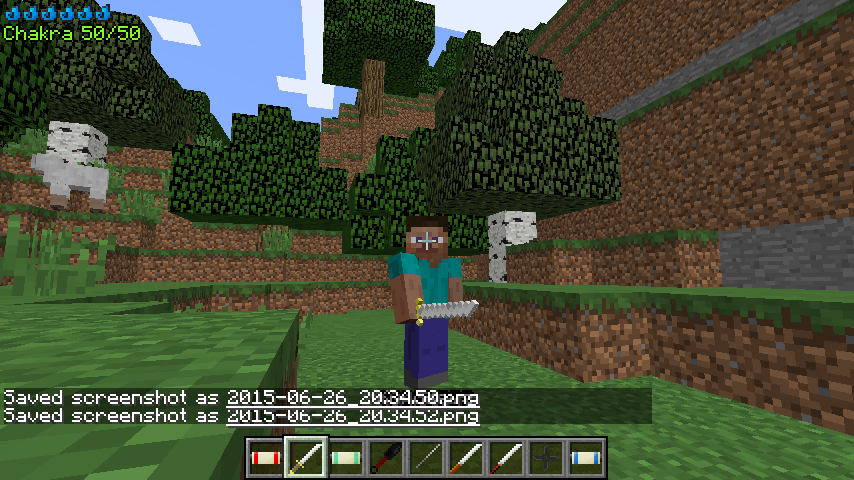 Chakra 50/50
Saved screenshot as 2015-06-26_20.34.50.png
Saved screenshot as 2015-06-26_20.34.52.png